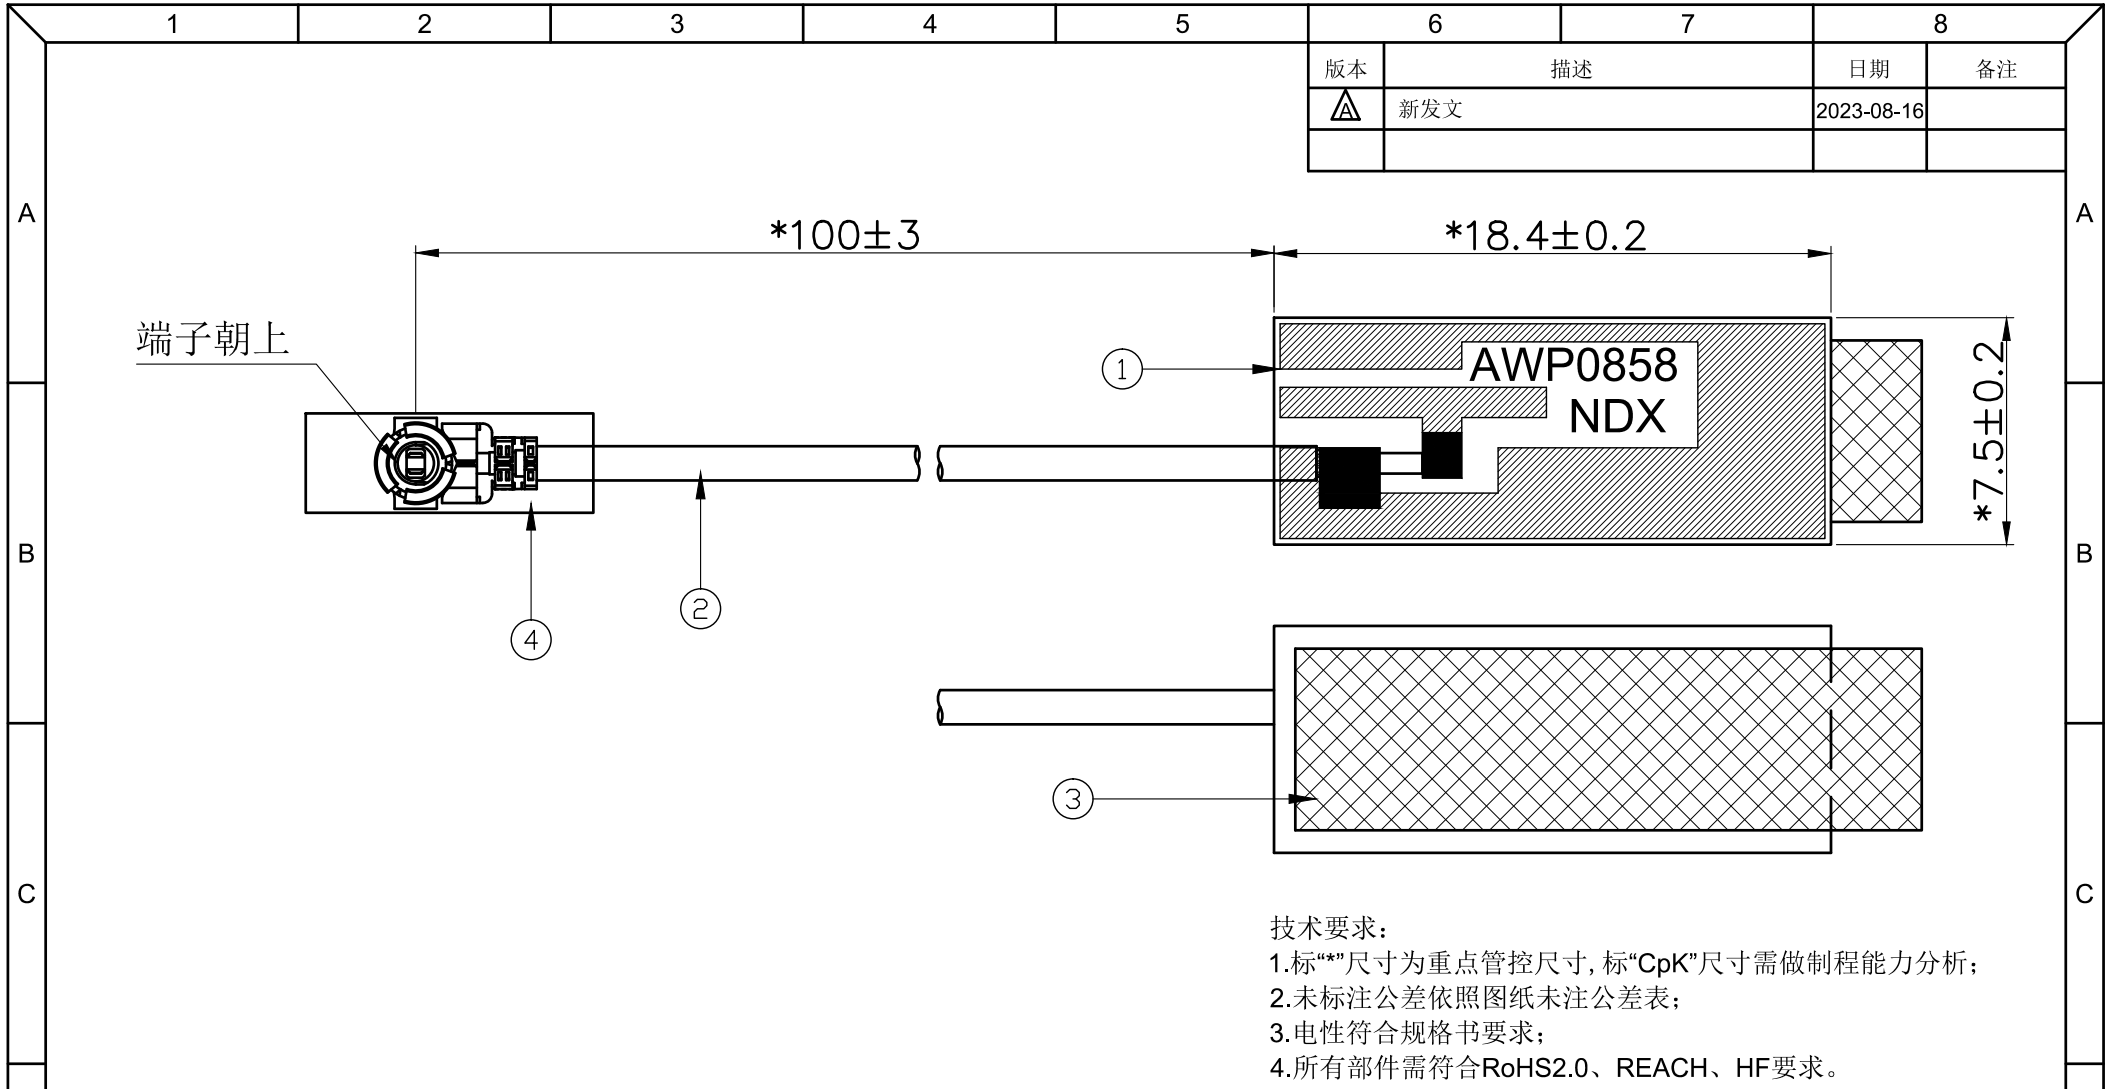 1 2 3 4 5 6 7 8
版本 描述 日期 备注
A 新发文 2023-08-16
A A
*100±3 *18.4±0.2
端子朝上
1
AWP0858
NDX
*7.5±0.2
B B
2
4
3
C C
技术要求：
1.标“*”尺寸为重点管控尺寸, 标“CpK”尺寸需做制程能力分析；
2.未标注公差依照图纸未注公差表；
3.电性符合规格书要求；
4.所有部件需符合RoHS2.0、REACH、HF要求。